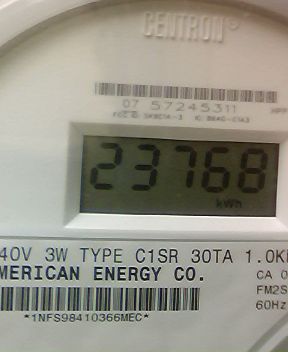 CENTRON®
07 57245311
23768
kWh
40V 3W TYPE C1SR 30TA 1.0K
MERICAN ENERGY CO.
CA 0
FM2S
60Hz
*1NFS98410366MEC*